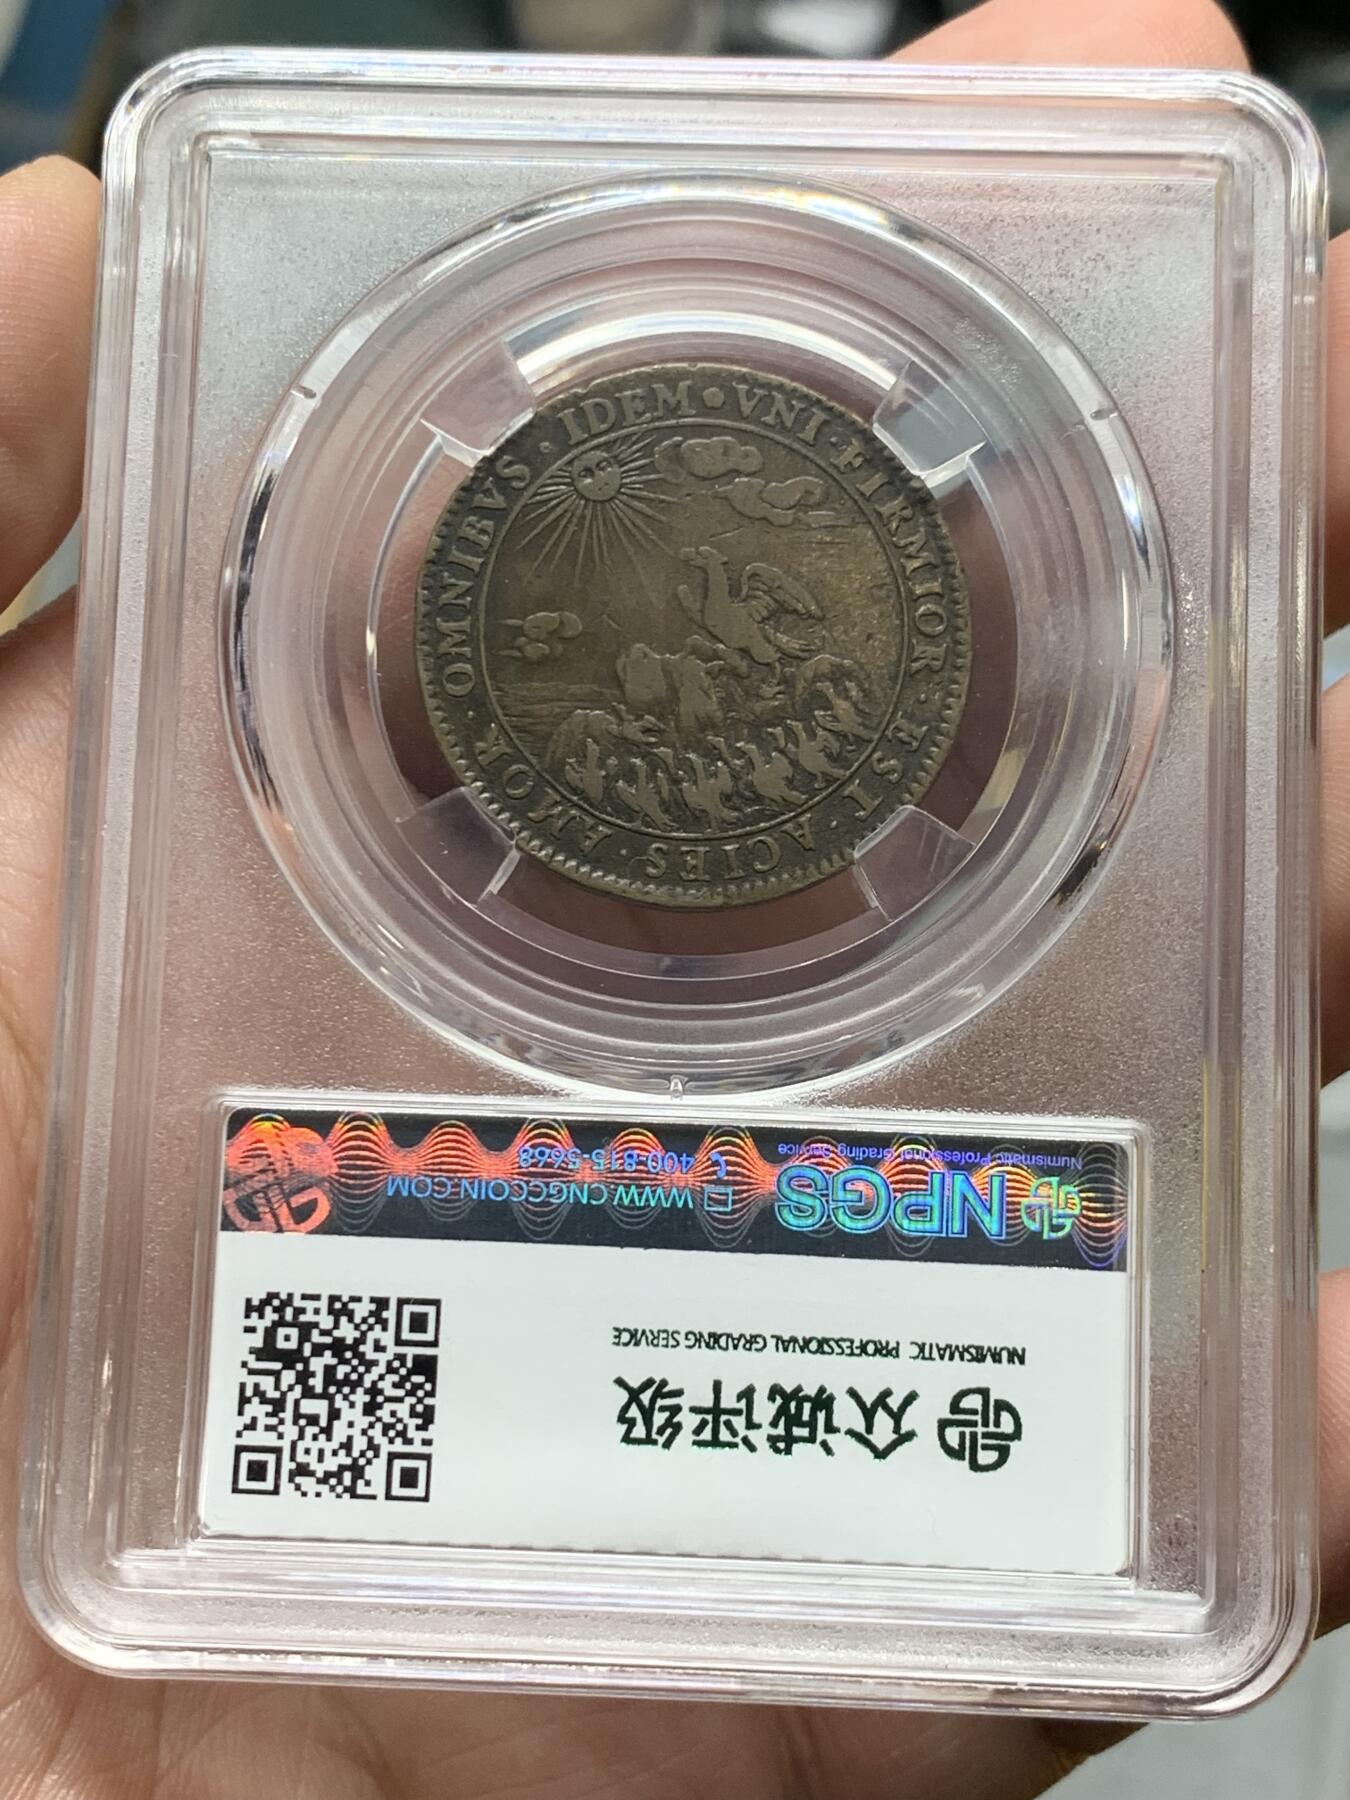 AMOR · OMNIBVS · IDEM • VNI · FIRMIOR · EST · ACIES ·
众诚评级
NUMISMATIC PROFESSIONAL GRADING SERVICE
NPGS
Numismatic Professional Grading Service
WWW.CNGCCOIN.COM
400-815-5668